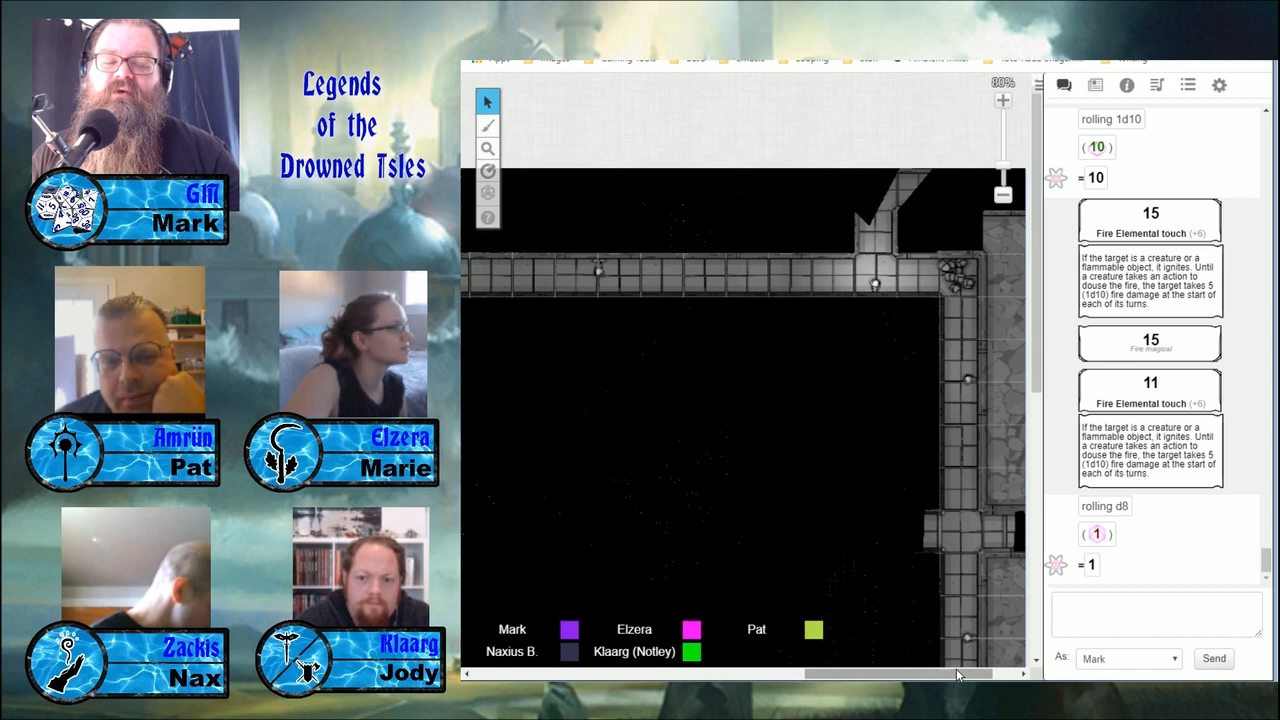 Legends
of the
Drowned Isles
GM
Mark
Amrün
Pat
Elzera
Marie
Zackis
Nax
Klaarg
Jody
80%
Mark
Elzera
Pat
Naxius B.
Klaarg (Notley)
rolling 1d10
( 10 )
= 10
15
Fire Elemental touch (+6)
If the target is a creature or a
flammable object, it ignites. Until
a creature takes an action to
douse the fire, the target takes 5
(1d10) fire damage at the start of
each of its turns.
15
Fire magical
11
Fire Elemental touch (+6)
If the target is a creature or a
flammable object, it ignites. Until
a creature takes an action to
douse the fire, the target takes 5
(1d10) fire damage at the start of
each of its turns.
rolling d8
( 1 )
= 1
As:
Mark
Send